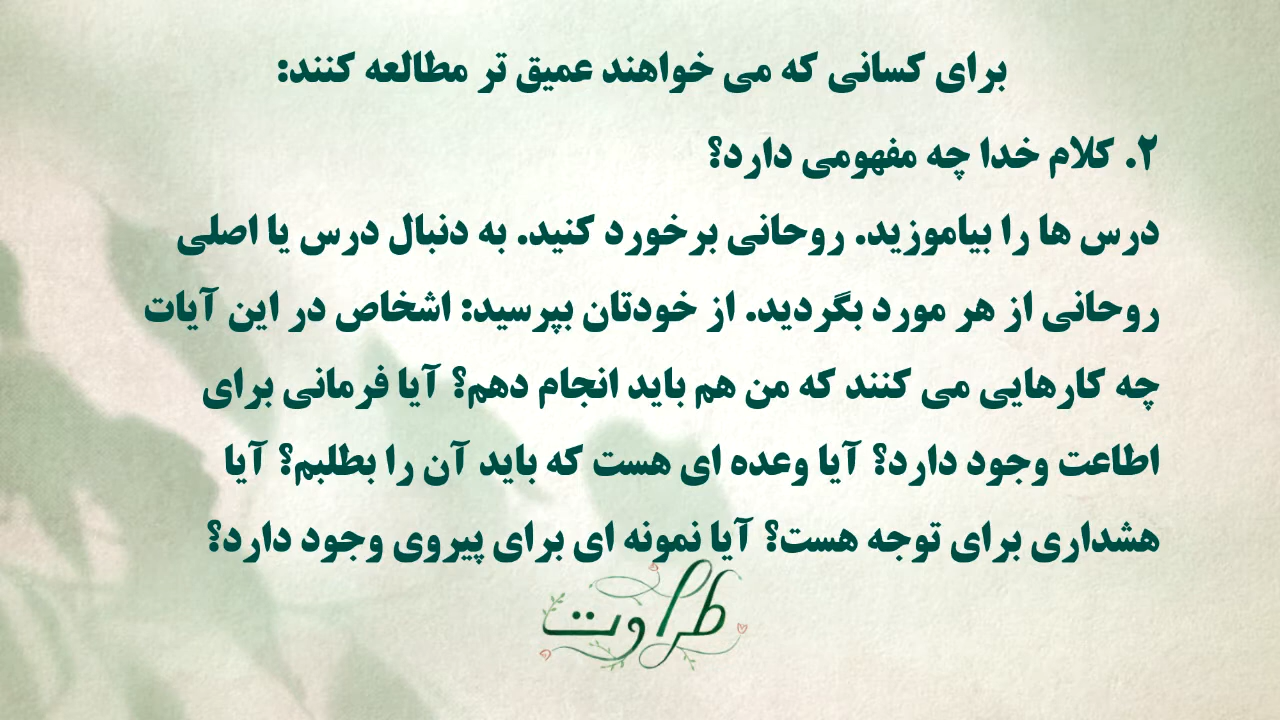 برای کسانی که می خواهند عمیق تر مطالعه کنند:
۲. کلام خدا چه مفهومی دارد؟
درس ها را بیاموزید. روحانی برخورد کنید. به دنبال درس یا اصلی
روحانی از هر مورد بگردید. از خودتان بپرسید: اشخاص در این آیات
چه کارهایی می کنند که من هم باید انجام دهم؟ آیا فرمانی برای
اطاعت وجود دارد؟ آیا وعده ای هست که باید آن را بطلبم؟ آیا
هشداری برای توجه هست؟ آیا نمونه ای برای پیروی وجود دارد؟
طراوت